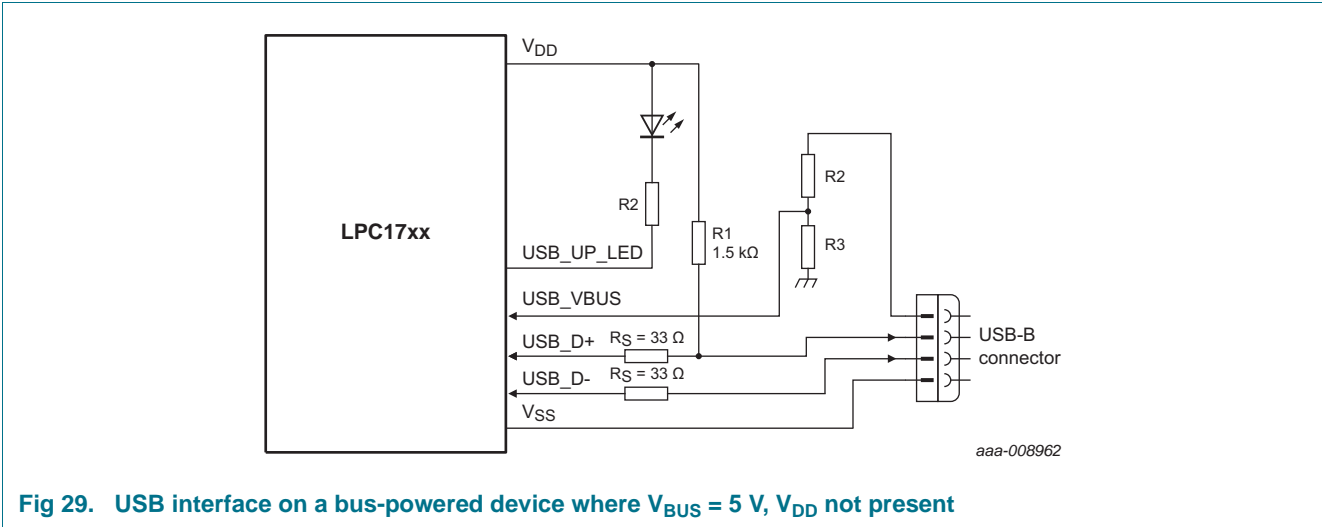 VDD
R2
R2
LPC17xx
R1
1.5 kΩ
R3
USB_UP_LED
USB_VBUS
USB_D+ RS = 33 Ω
USB-B
connector
USB_D- RS = 33 Ω
VSS
aaa-008962
Fig 29. USB interface on a bus-powered device where VBUS = 5 V, VDD not present